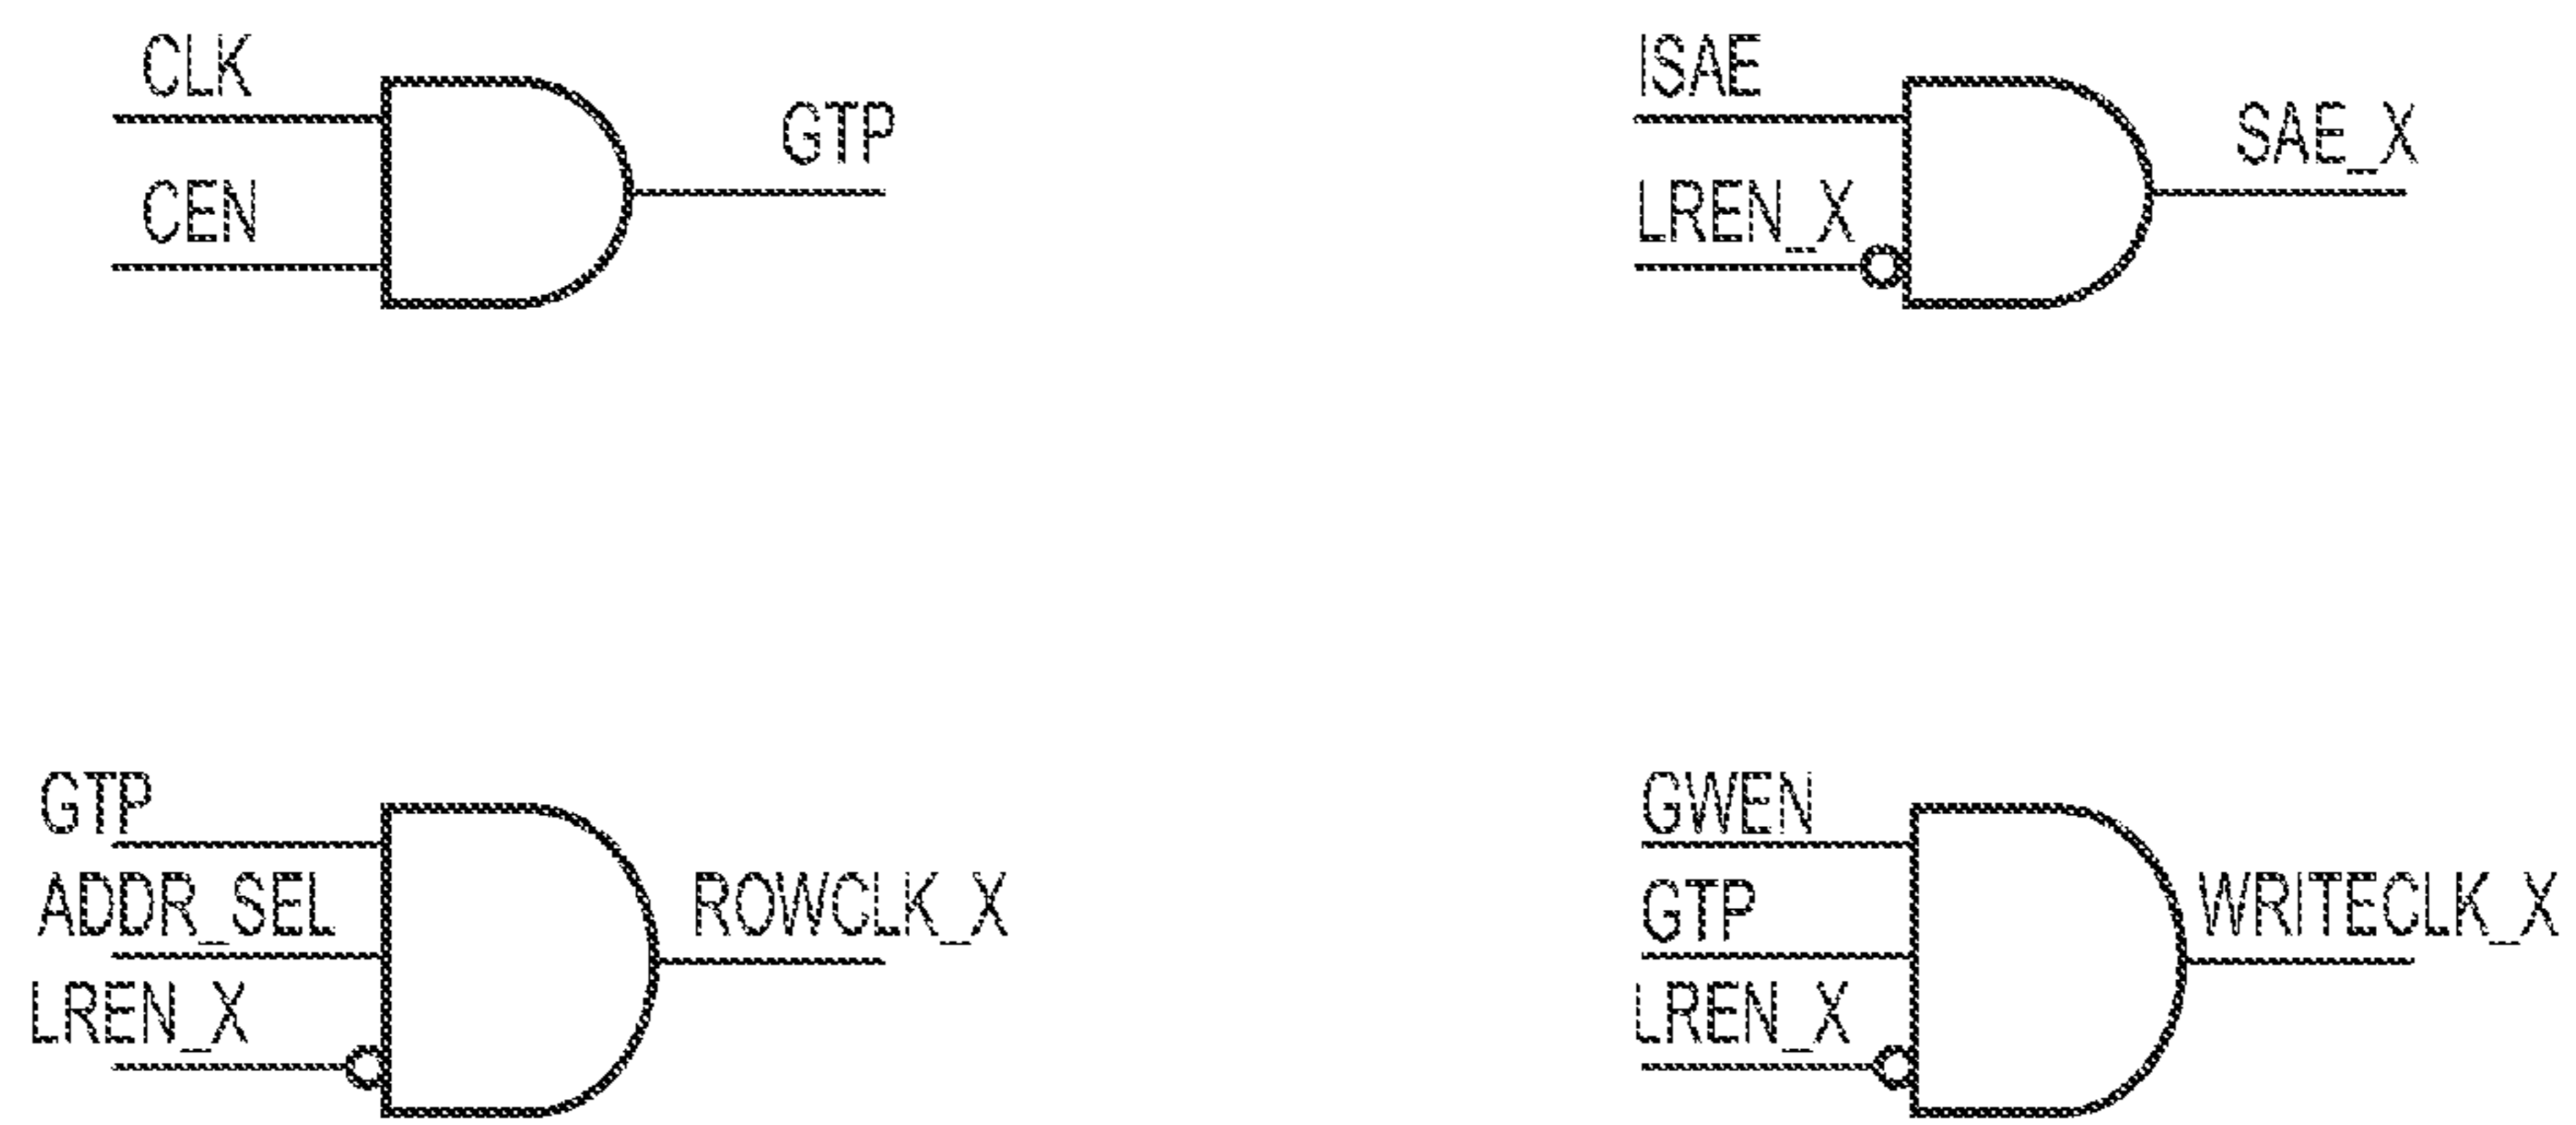 CLK
GTP
CEN
ISAE
SAE_X
LREN_X
GTP
ADDR_SEL
ROWCLK_X
LREN_X
GWEN
GTP
WRITECLK_X
LREN_X